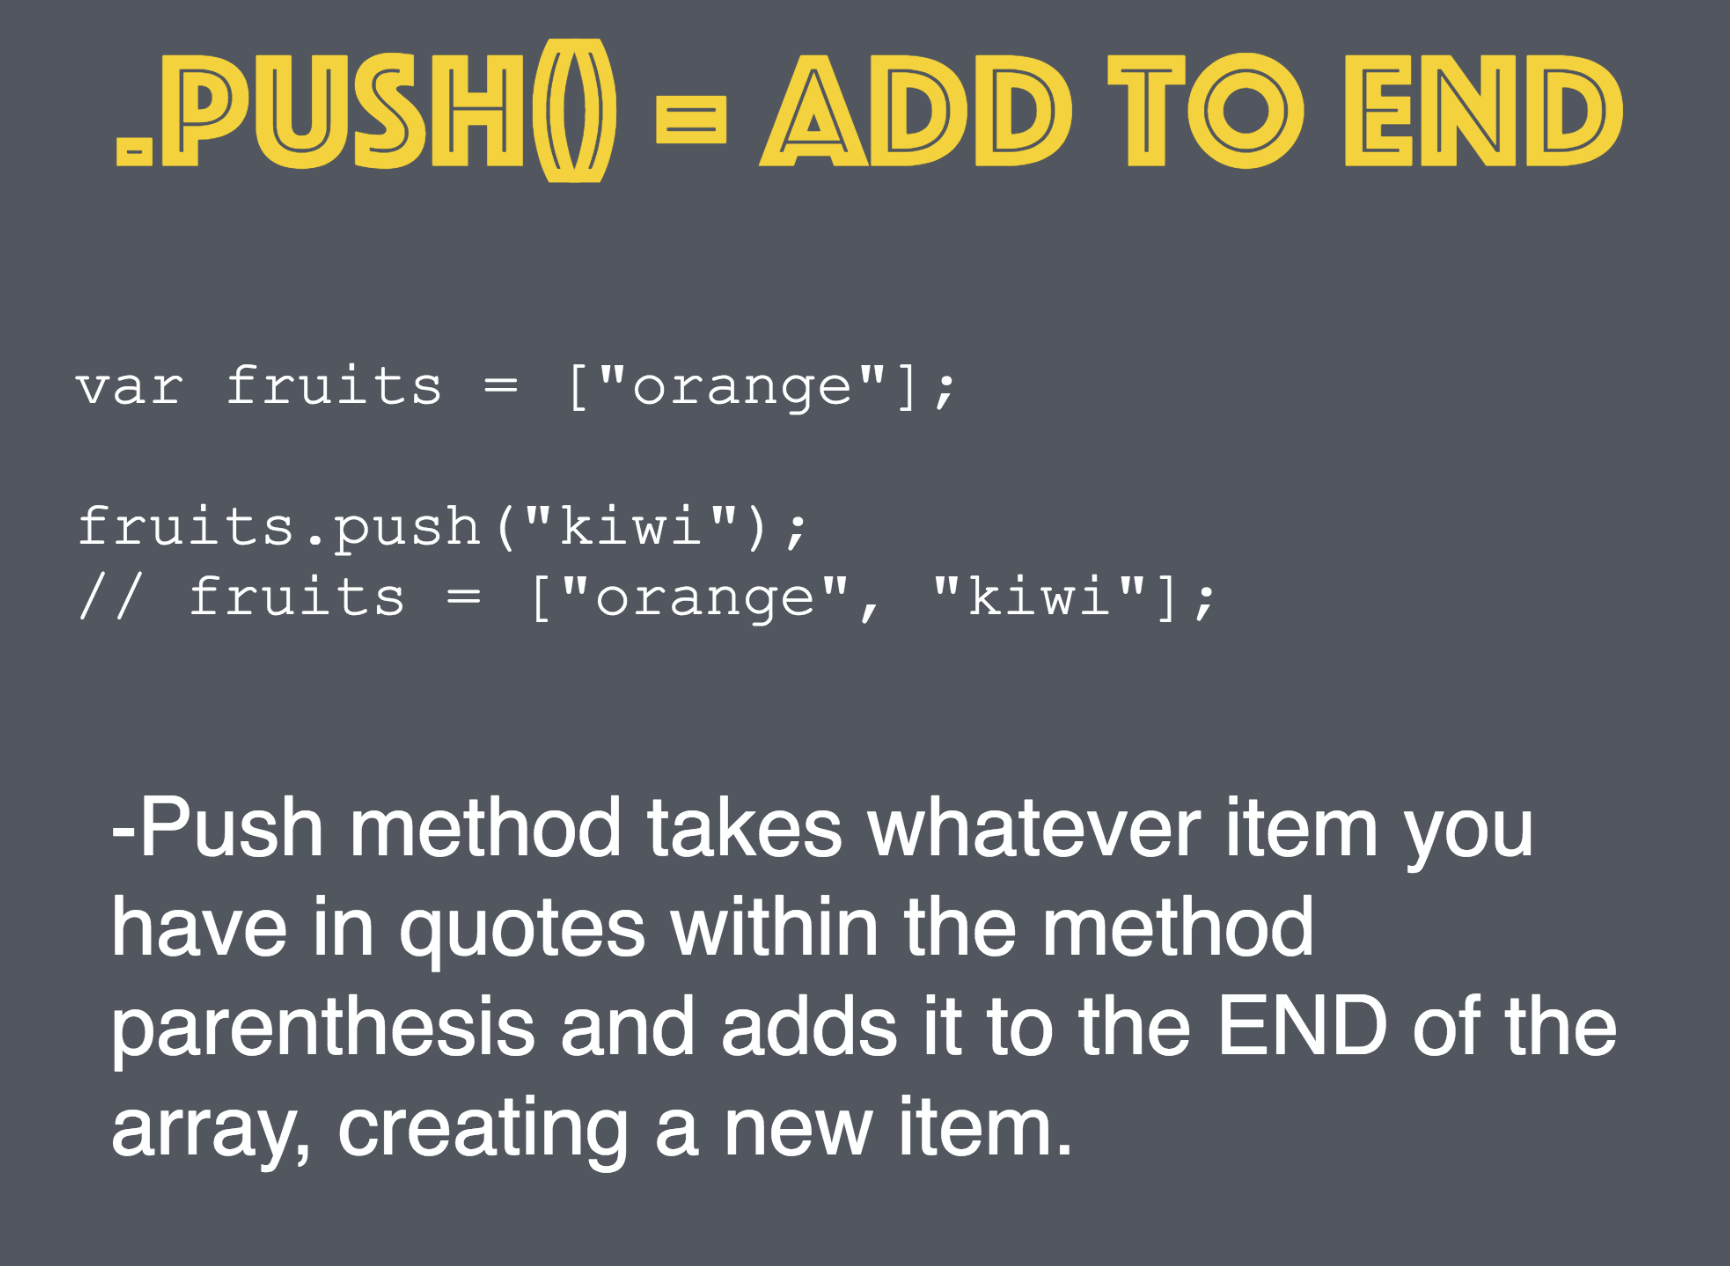 .PUSH() = ADD TO END
var fruits = ["orange"];
fruits.push("kiwi");
// fruits = ["orange", "kiwi"];
-Push method takes whatever item you
have in quotes within the method
parenthesis and adds it to the END of the
array, creating a new item.